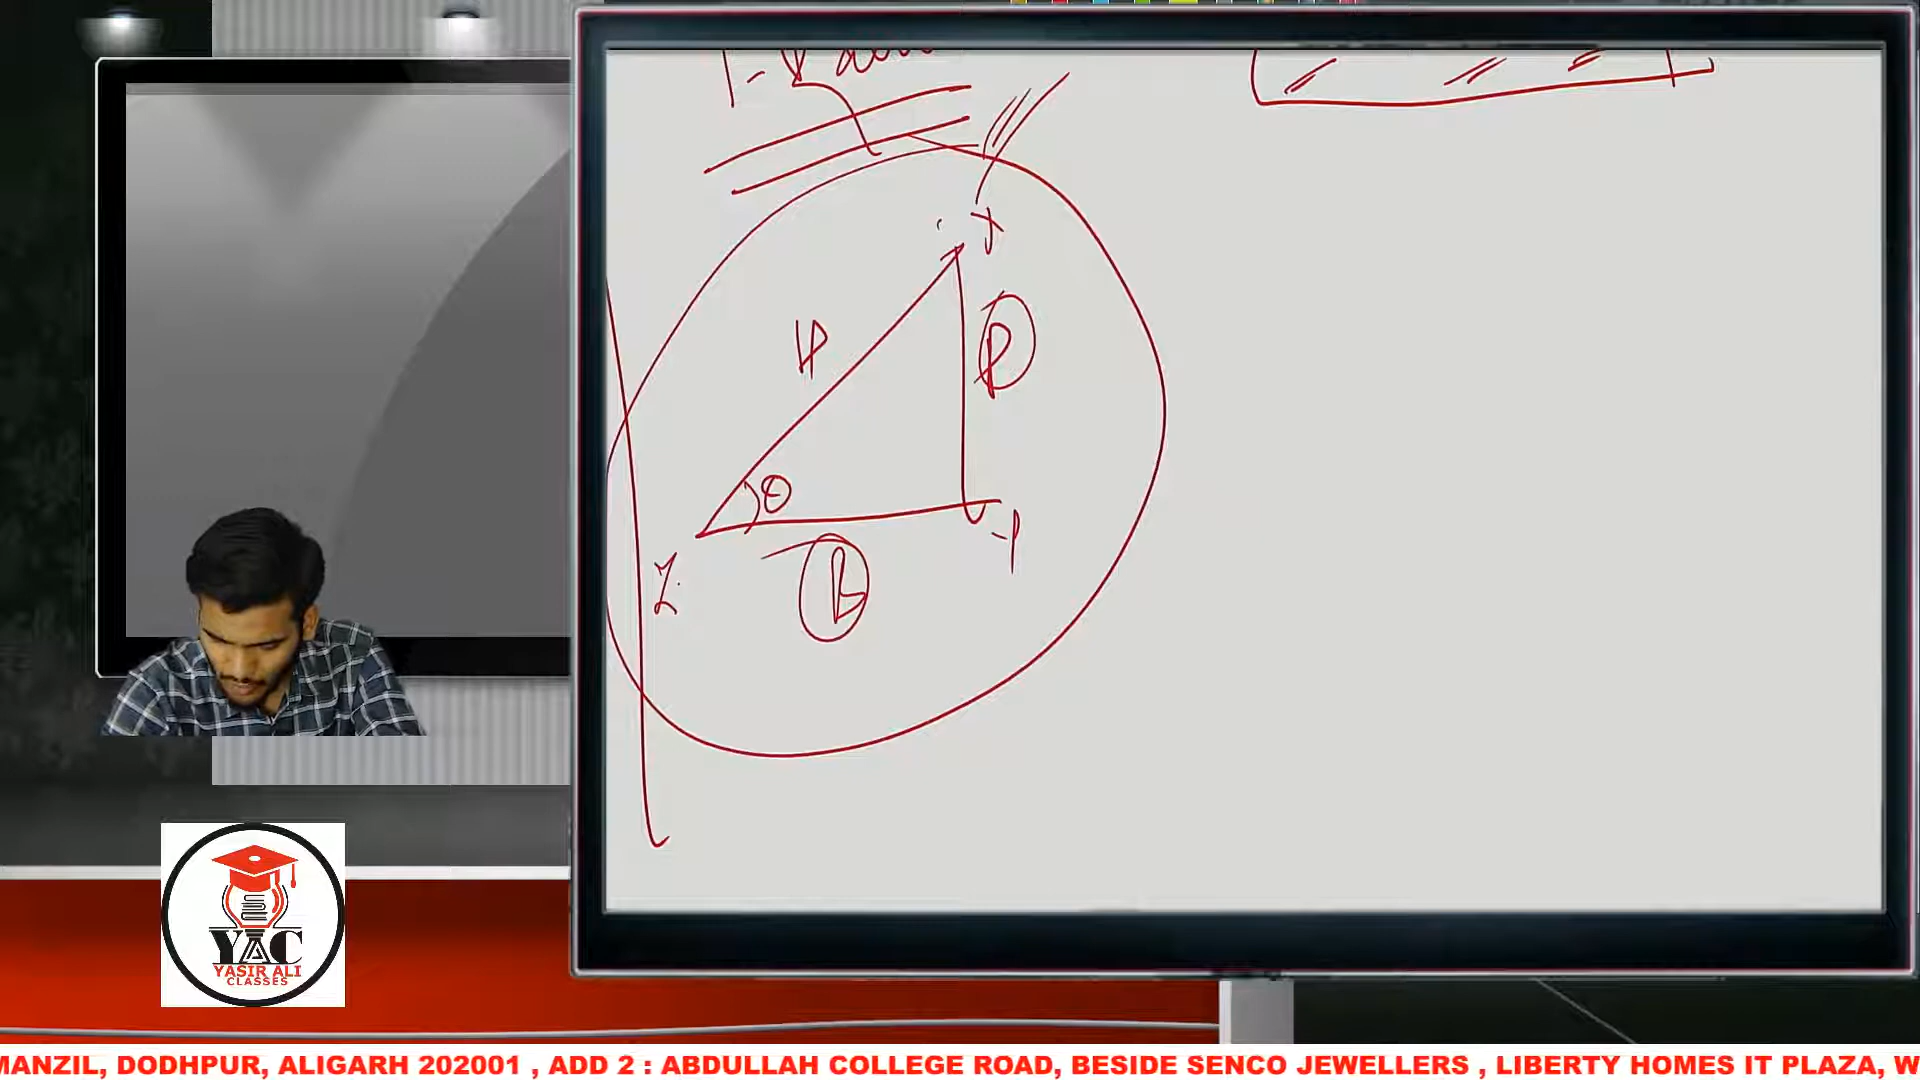 T-Ratio
H
P
θ
B
Z
YAC
YASIR ALI
CLASSES
MANZIL, DODHPUR, ALIGARH 202001 , ADD 2 : ABDULLAH COLLEGE ROAD, BESIDE SENCO JEWELLERS , LIBERTY HOMES IT PLAZA, W